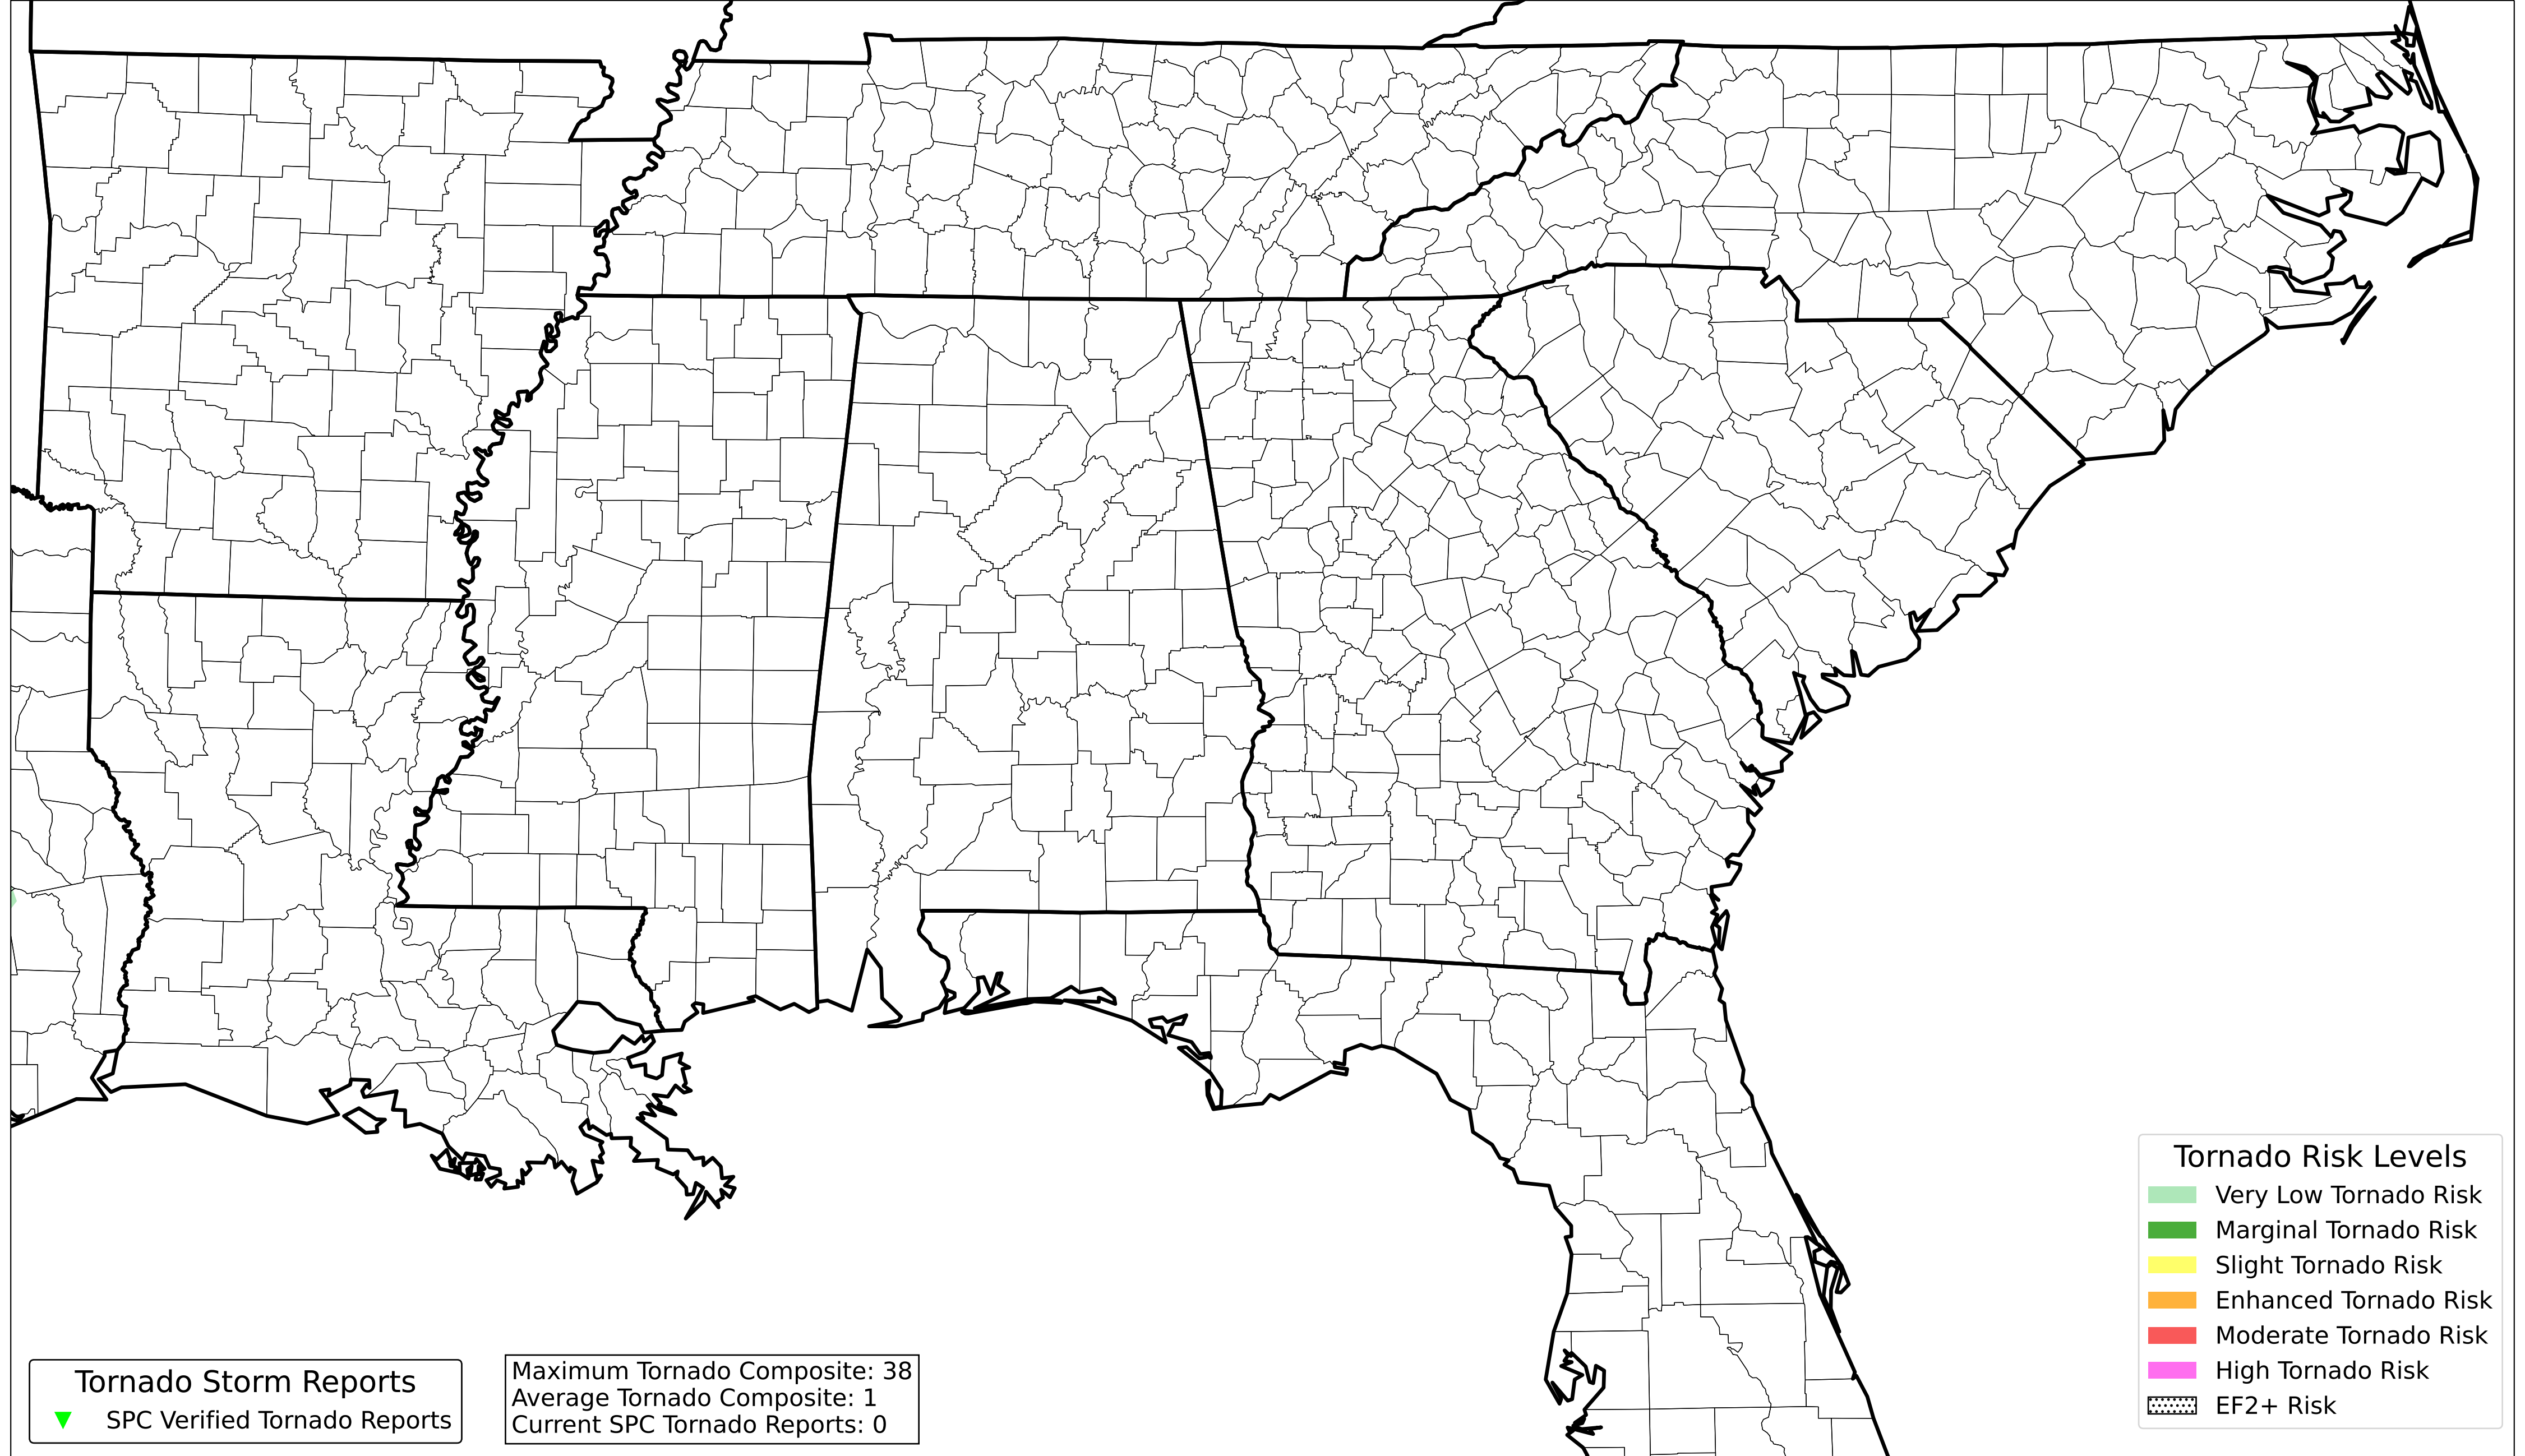 Tornado Risk Levels
Very Low Tornado Risk
Marginal Tornado Risk
Slight Tornado Risk
Enhanced Tornado Risk
Moderate Tornado Risk
High Tornado Risk
EF2+ Risk
Tornado Storm Reports
SPC Verified Tornado Reports
Maximum Tornado Composite: 38
Average Tornado Composite: 1
Current SPC Tornado Reports: 0